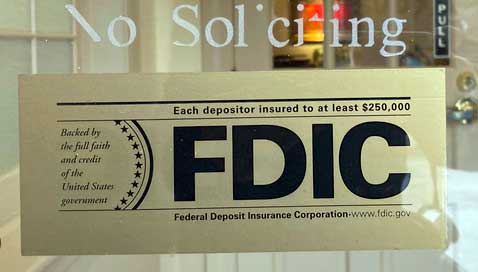 No Soliciting
PULL
Each depositor insured to at least $250,000
Backed by
the full faith
and credit
of the
United States
government
FDIC
Federal Deposit Insurance Corporation·www.fdic.gov